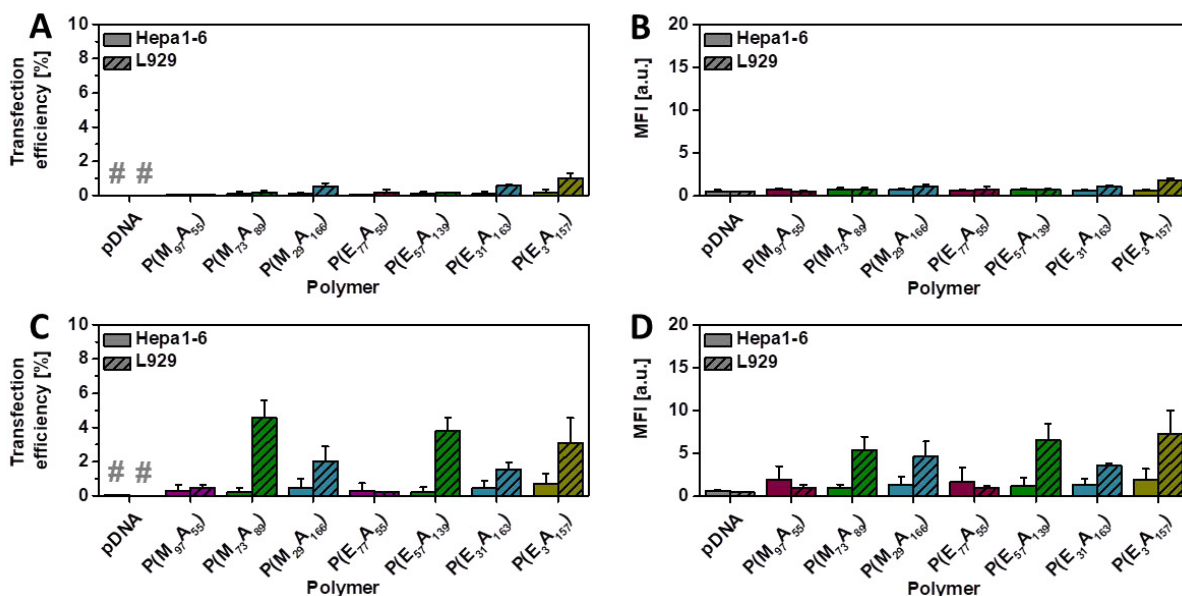 A
Transfection
efficiency [%]
10
8
6
4
2
0
Hepa1-6
L929
# #
pDNA
P(M97A55)
P(M73A89)
P(M29A166)
P(E77A55)
P(E57A139)
P(E31A163)
P(E3A157)
Polymer
B
MFI [a.u.]
20
15
10
5
0
Hepa1-6
L929
pDNA
P(M97A55)
P(M73A89)
P(M29A166)
P(E77A55)
P(E57A139)
P(E31A163)
P(E3A157)
Polymer
C
Transfection
efficiency [%]
10
8
6
4
2
0
Hepa1-6
L929
# #
pDNA
P(M97A55)
P(M73A89)
P(M29A166)
P(E77A55)
P(E57A139)
P(E31A163)
P(E3A157)
Polymer
D
MFI [a.u.]
20
15
10
5
0
Hepa1-6
L929
pDNA
P(M97A55)
P(M73A89)
P(M29A166)
P(E77A55)
P(E57A139)
P(E31A163)
P(E3A157)
Polymer